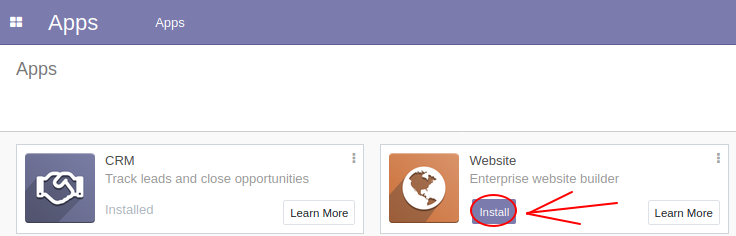 Apps Apps
Apps
CRM
Track leads and close opportunities
Installed Learn More
Website
Enterprise website builder
Install Learn More